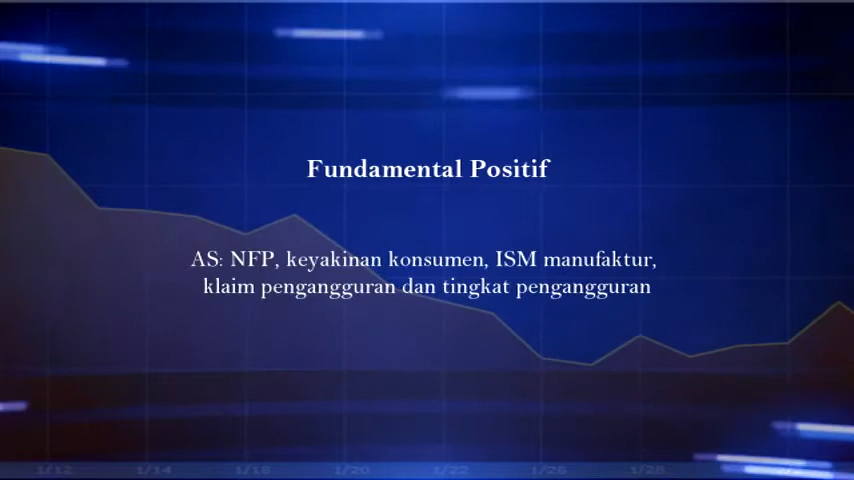 Fundamental Positif
AS: NFP, keyakinan konsumen, ISM manufaktur,
klaim pengangguran dan tingkat pengangguran
1/12 1/14 1/18 1/20 1/22 1/26 1/28